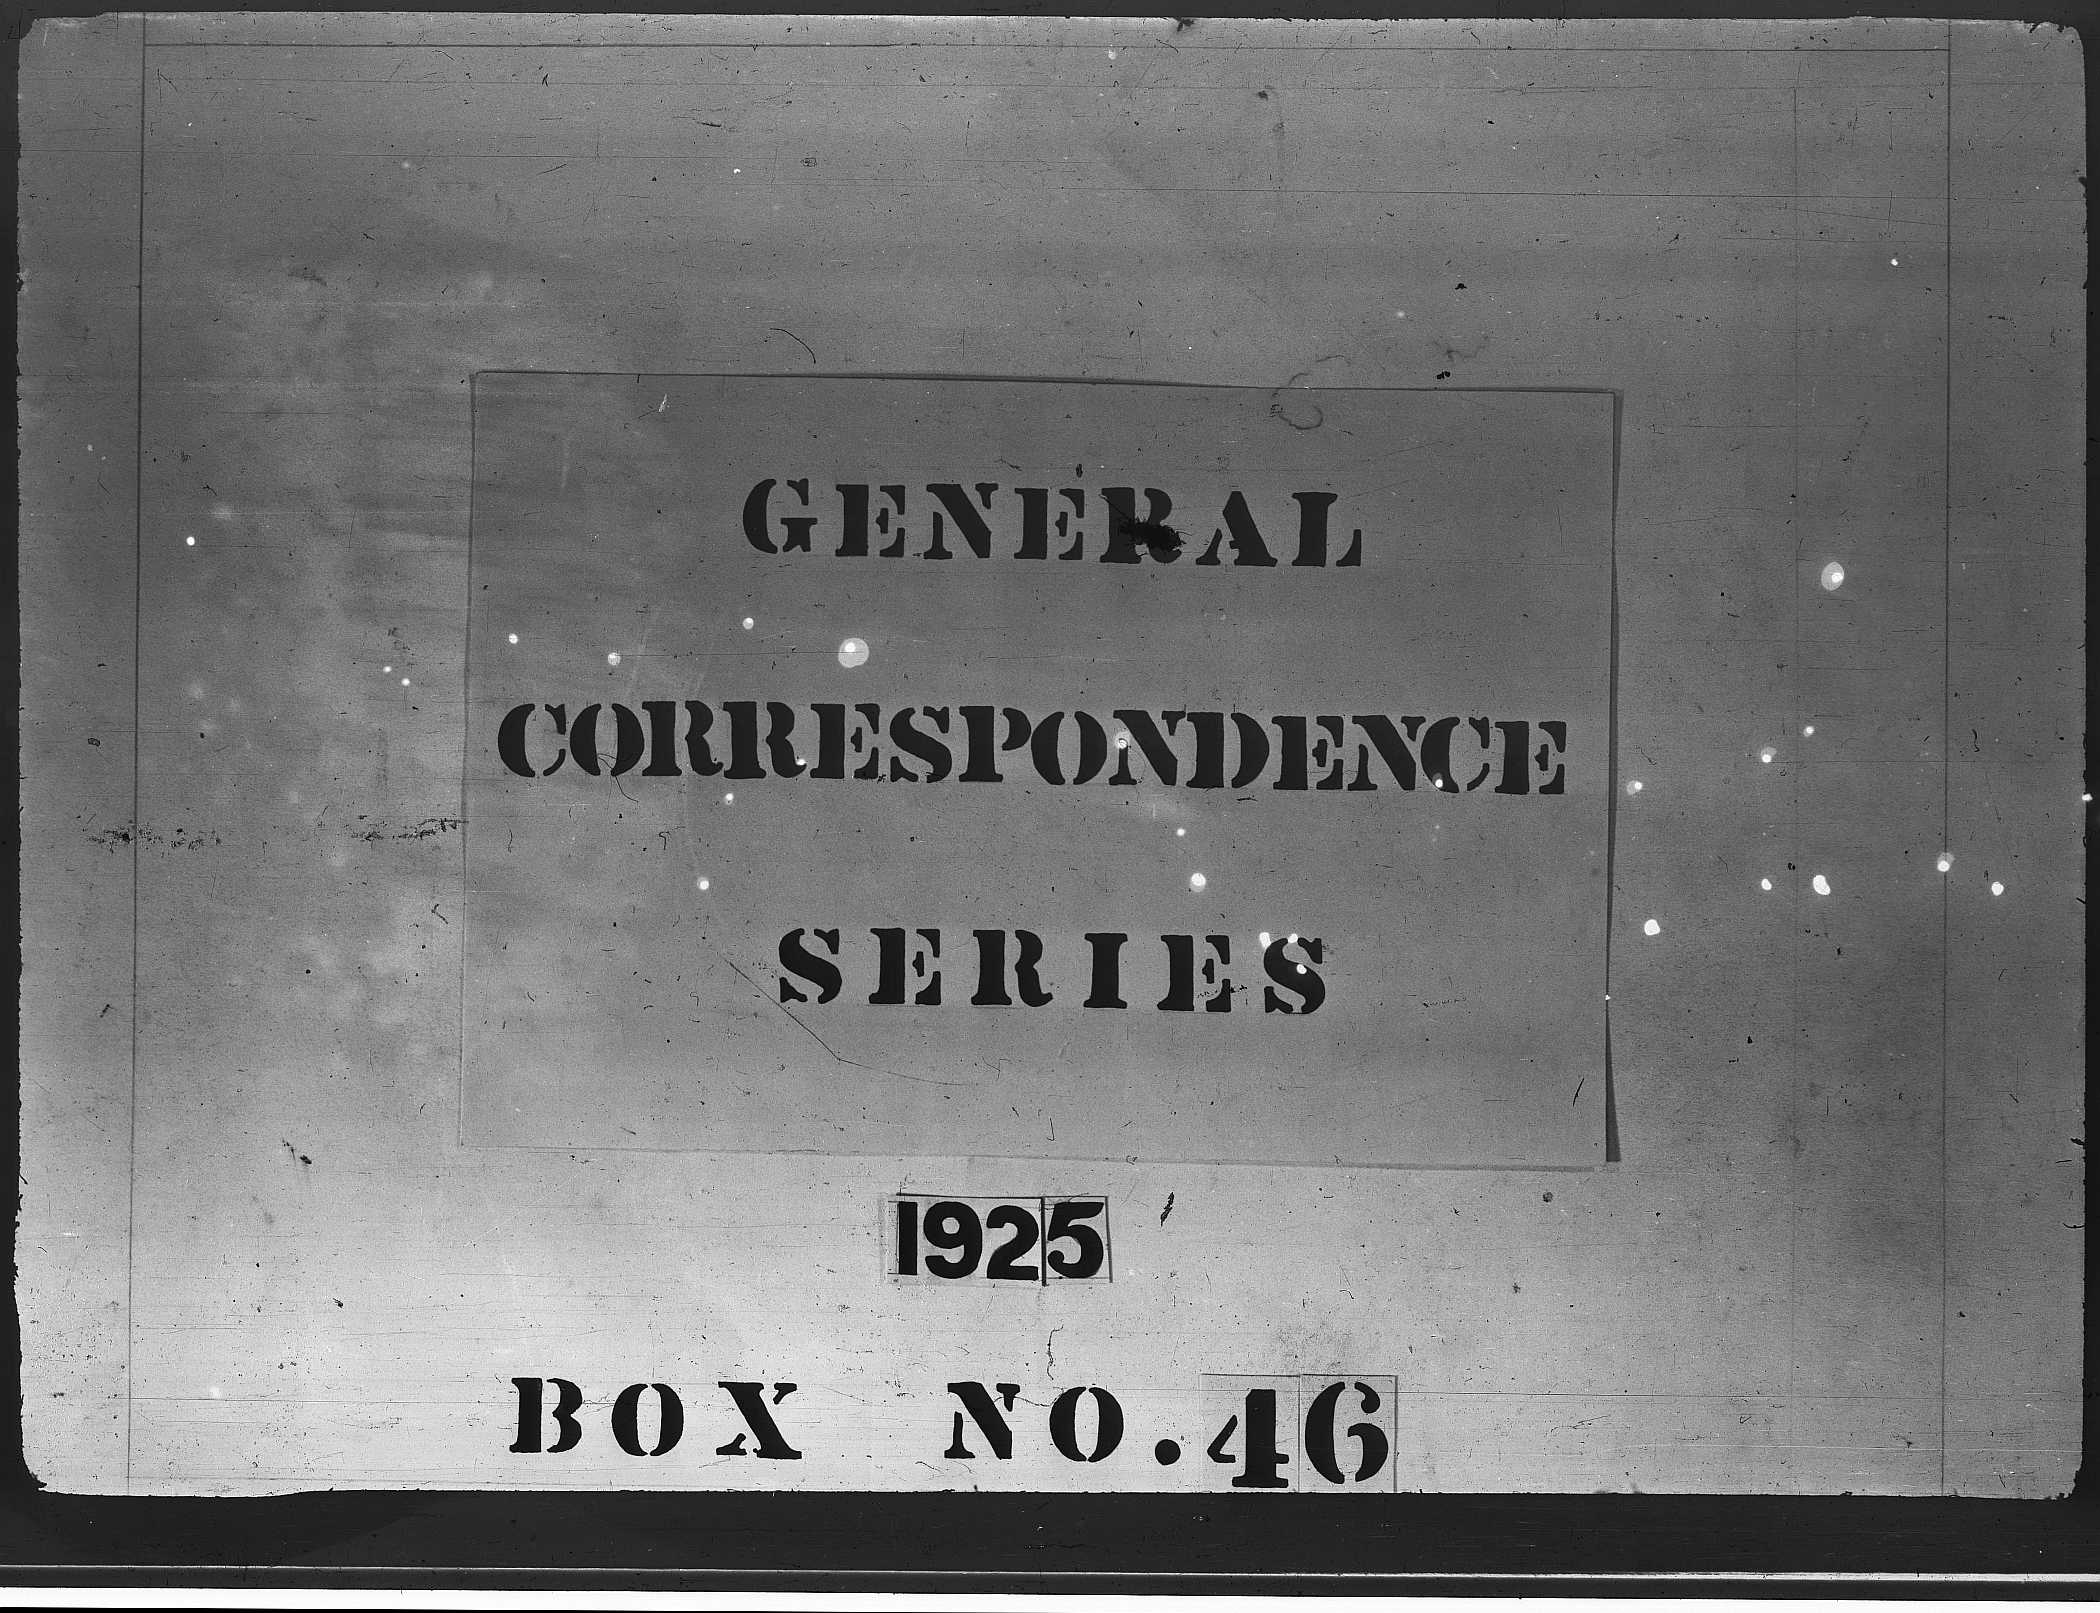 GENERAL
CORRESPONDENCE
SERIES
1925
BOX NO. 46